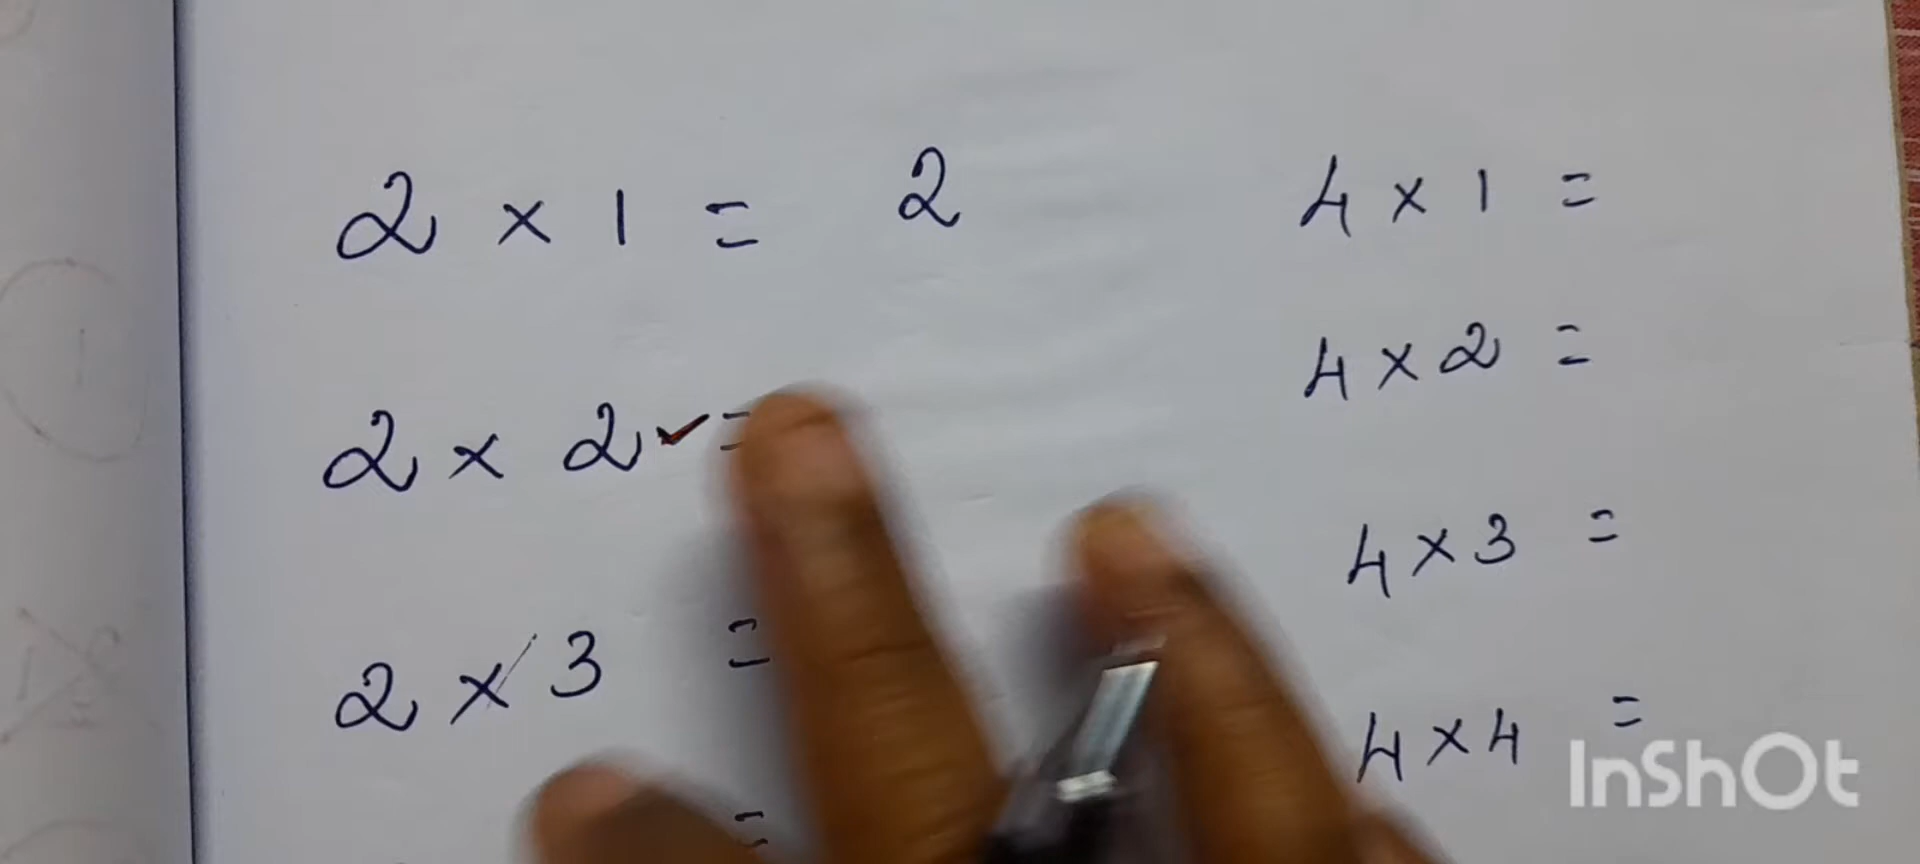 2 × 1 = 2
2 × 2 =
2 × 3 =
=
4 × 1 =
4 × 2 =
4 × 3 =
4 × 4 =
InShOt